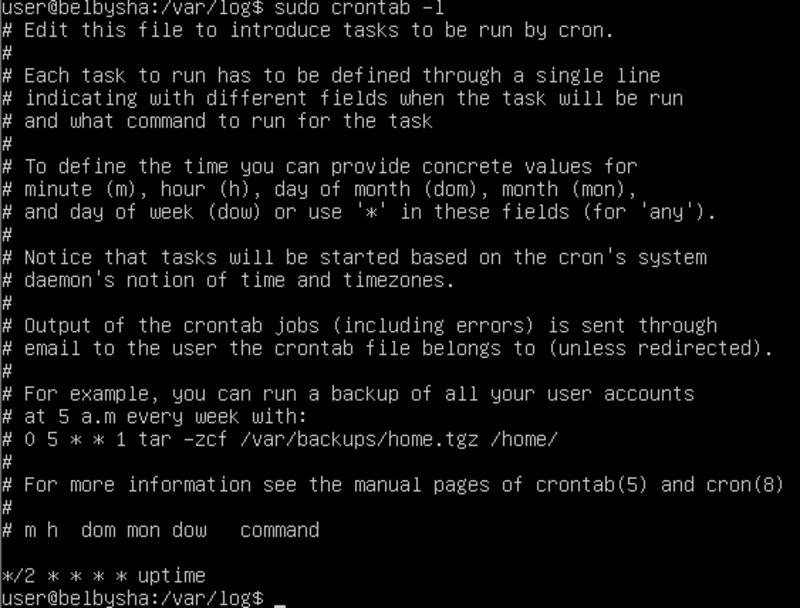 user@belbysha:/var/log$ sudo crontab -l
# Edit this file to introduce tasks to be run by cron.
#
# Each task to run has to be defined through a single line
# indicating with different fields when the task will be run
# and what command to run for the task
#
# To define the time you can provide concrete values for
# minute (m), hour (h), day of month (dom), month (mon),
# and day of week (dow) or use '*' in these fields (for 'any').
#
# Notice that tasks will be started based on the cron's system
# daemon's notion of time and timezones.
#
# Output of the crontab jobs (including errors) is sent through
# email to the user the crontab file belongs to (unless redirected).
#
# For example, you can run a backup of all your user accounts
# at 5 a.m every week with:
# 0 5 * * 1 tar -zcf /var/backups/home.tgz /home/
#
# For more information see the manual pages of crontab(5) and cron(8)
#
# m h  dom mon dow   command

*/2 * * * * uptime
user@belbysha:/var/log$ _